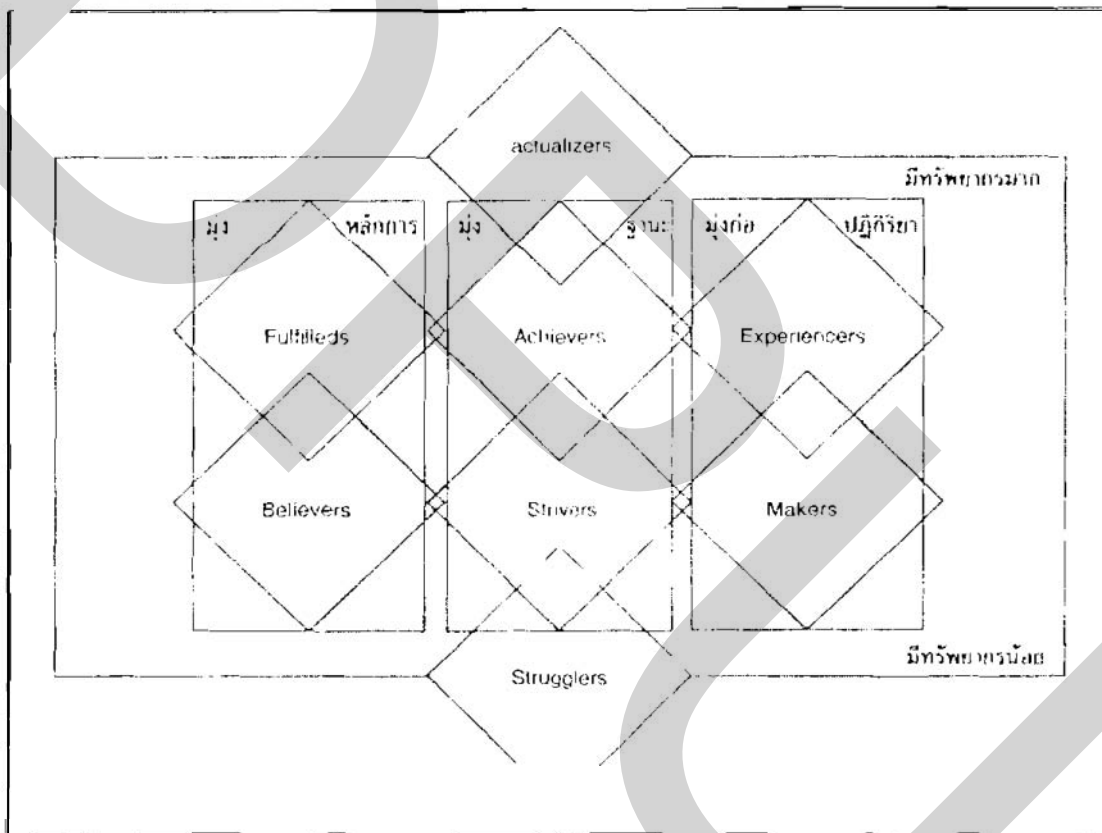 actualizers
มีทรัพยากรมาก
มุ่ง หลักการ มุ่ง ฐานะ มุ่งก่อ ปฏิกิริยา
Fulfilleds Achievers Experiencers
Believers Strivers Makers
มีทรัพยากรน้อย
Strugglers